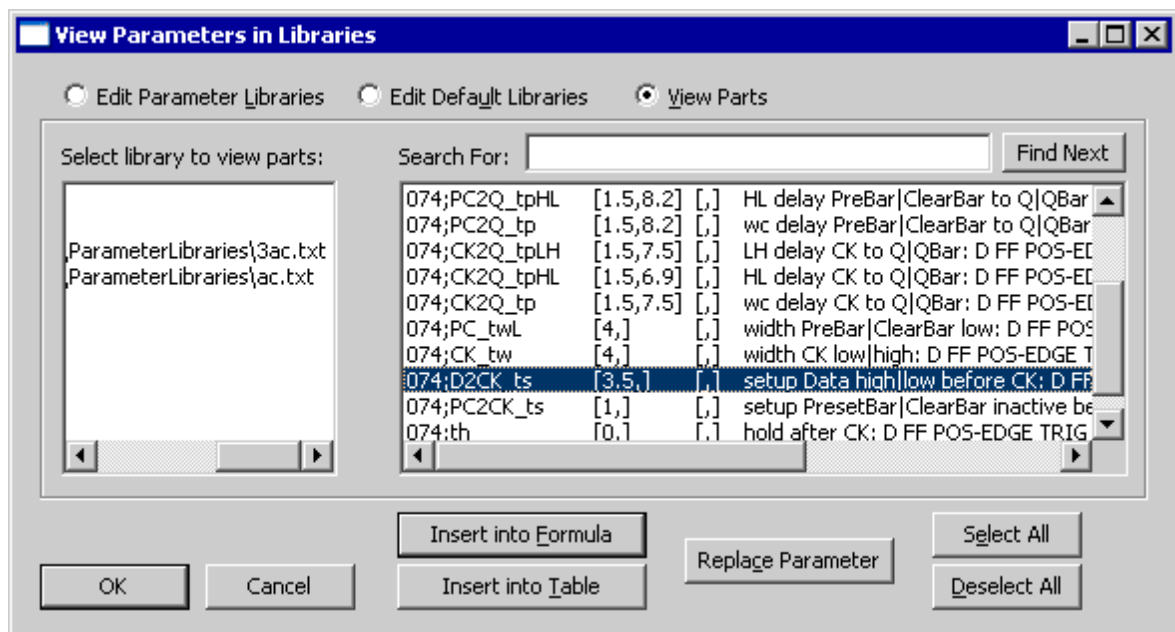 View Parameters in Libraries
Edit Parameter Libraries Edit Default Libraries View Parts
Select library to view parts: Search For: Find Next
ParameterLibraries\3ac.txt
ParameterLibraries\ac.txt
074;PC2Q_tpHL [1.5,8.2] [,] HL delay PreBar|ClearBar to Q|QBar
074;PC2Q_tp [1.5,8.2] [,] wc delay PreBar|ClearBar to Q|QBar
074;CK2Q_tpLH [1.5,7.5] [,] LH delay CK to Q|QBar: D FF POS-ED
074;CK2Q_tpHL [1.5,6.9] [,] HL delay CK to Q|QBar: D FF POS-ED
074;CK2Q_tp [1.5,7.5] [,] wc delay CK to Q|QBar: D FF POS-ED
074;PC_twL [4,] [,] width PreBar|ClearBar low: D FF POS
074;CK_tw [4,] [,] width CK low|high: D FF POS-EDGE T
074;D2CK_ts [3.5,] [,] setup Data high|low before CK: D FF
074;PC2CK_ts [1,] [,] setup PresetBar|ClearBar inactive be
074;th [0,] [,] hold after CK: D FF POS-EDGE TRIG
Insert into Formula Select All
Replace Parameter
OK Cancel Insert into Table Deselect All